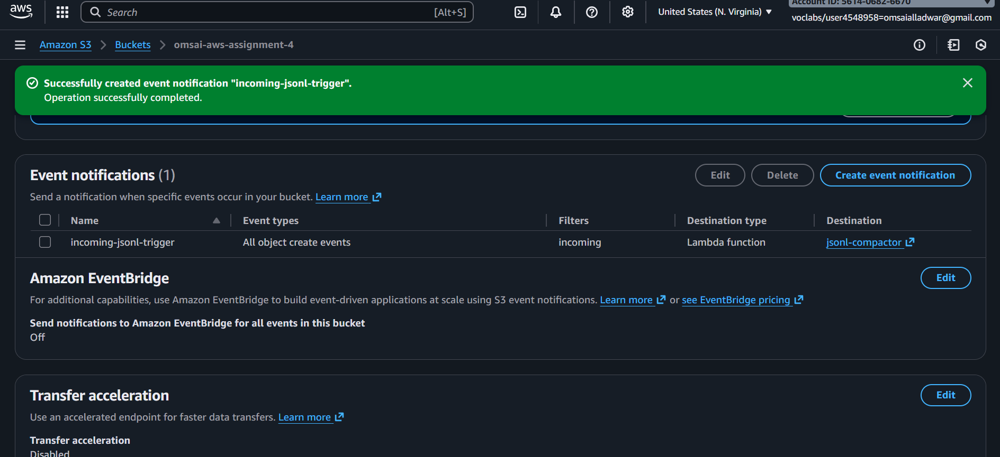 aws
Search [Alt+S]
United States (N. Virginia)
Account ID: 5614-0682-6670
voclabs/user4548958=omsaialladwar@gmail.com
Amazon S3 > Buckets > omsai-aws-assignment-4
Successfully created event notification "incoming-jsonl-trigger".
Operation successfully completed.
Event notifications (1)
Edit Delete Create event notification
Send a notification when specific events occur in your bucket. Learn more
Name Event types Filters Destination type Destination
incoming-jsonl-trigger All object create events incoming Lambda function jsonl-compactor
Amazon EventBridge
Edit
For additional capabilities, use Amazon EventBridge to build event-driven applications at scale using S3 event notifications. Learn more or see EventBridge pricing
Send notifications to Amazon EventBridge for all events in this bucket
Off
Transfer acceleration
Edit
Use an accelerated endpoint for faster data transfers. Learn more
Transfer acceleration
Disabled